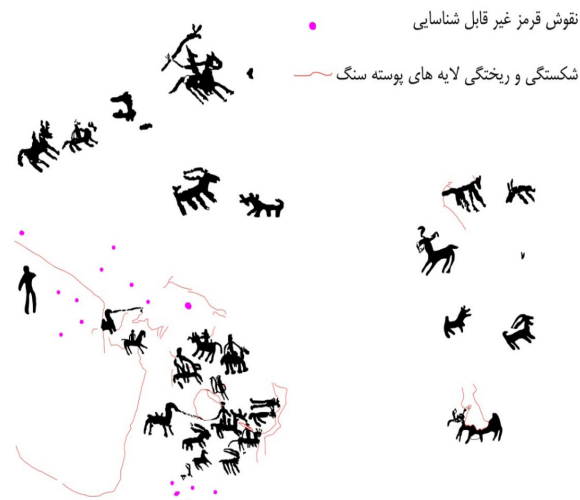 نقوش قرمز غیر قابل شناسایی
شکستگی و ریختگی لایه های پوسته سنگ